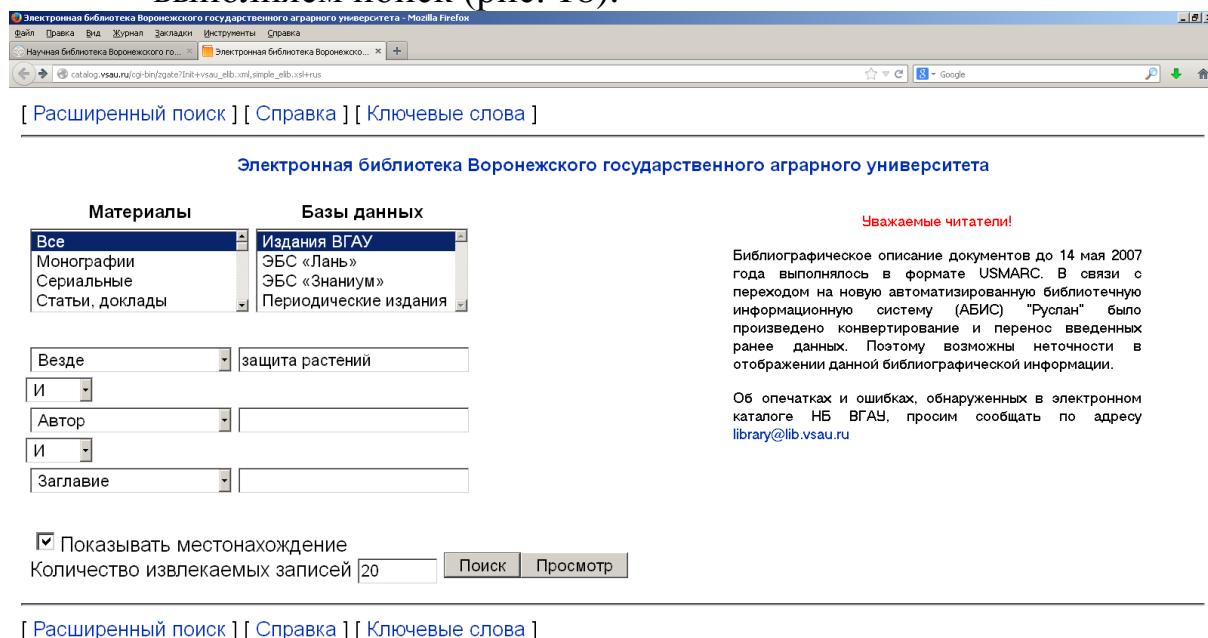 выполняем поиск (рис. 18).
Электронная библиотека Воронежского государственного аграрного университета - Mozilla Firefox
Файл Правка Вид Журнал Закладки Инструменты Справка
Научная библиотека Воронежского го... × Электронная библиотека Воронежско... × +
catalog.vsau.ru/cgi-bin/zgate?Init+vsau_elib.xml,simple_elib.xsl+rus Google
[ Расширенный поиск ] [ Справка ] [ Ключевые слова ]
Электронная библиотека Воронежского государственного аграрного университета
Материалы Базы данных
Все Издания ВГАУ
Монографии ЭБС «Лань»
Сериальные ЭБС «Знаниум»
Статьи, доклады Периодические издания
Везде защита растений
И
Автор
И
Заглавие
Показывать местонахождение
Количество извлекаемых записей 20 Поиск Просмотр
Уважаемые читатели!
Библиографическое описание документов до 14 мая 2007
года выполнялось в формате USMARC. В связи с
переходом на новую автоматизированную библиотечную
информационную систему (АБИС) "Руслан" было
произведено конвертирование и перенос введенных
ранее данных. Поэтому возможны неточности в
отображении данной библиографической информации.
Об опечатках и ошибках, обнаруженных в электронном
каталоге НБ ВГАУ, просим сообщать по адресу
library@lib.vsau.ru
[ Расширенный поиск ] [ Справка ] [ Ключевые слова ]